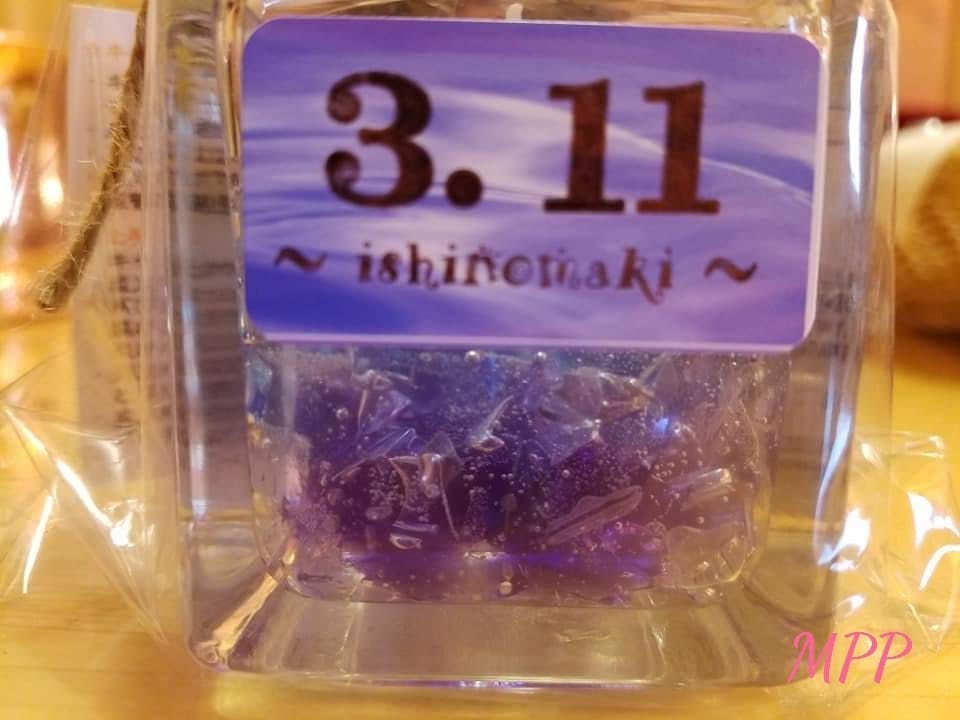 3.11
~ ishinomaki ~
MPP